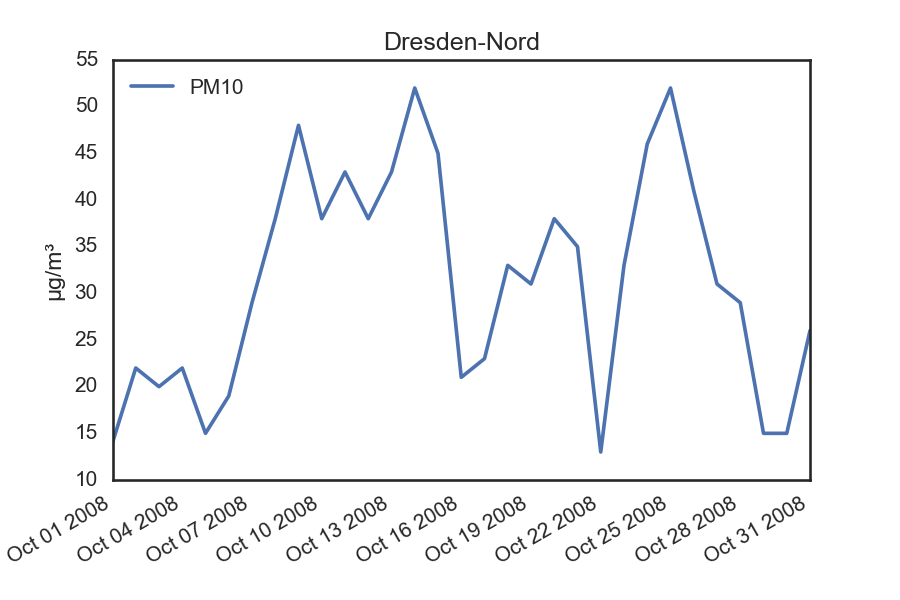 Dresden-Nord
PM10
µg/m³
55
50
45
40
35
30
25
20
15
10
Oct 01 2008
Oct 04 2008
Oct 07 2008
Oct 10 2008
Oct 13 2008
Oct 16 2008
Oct 19 2008
Oct 22 2008
Oct 25 2008
Oct 28 2008
Oct 31 2008